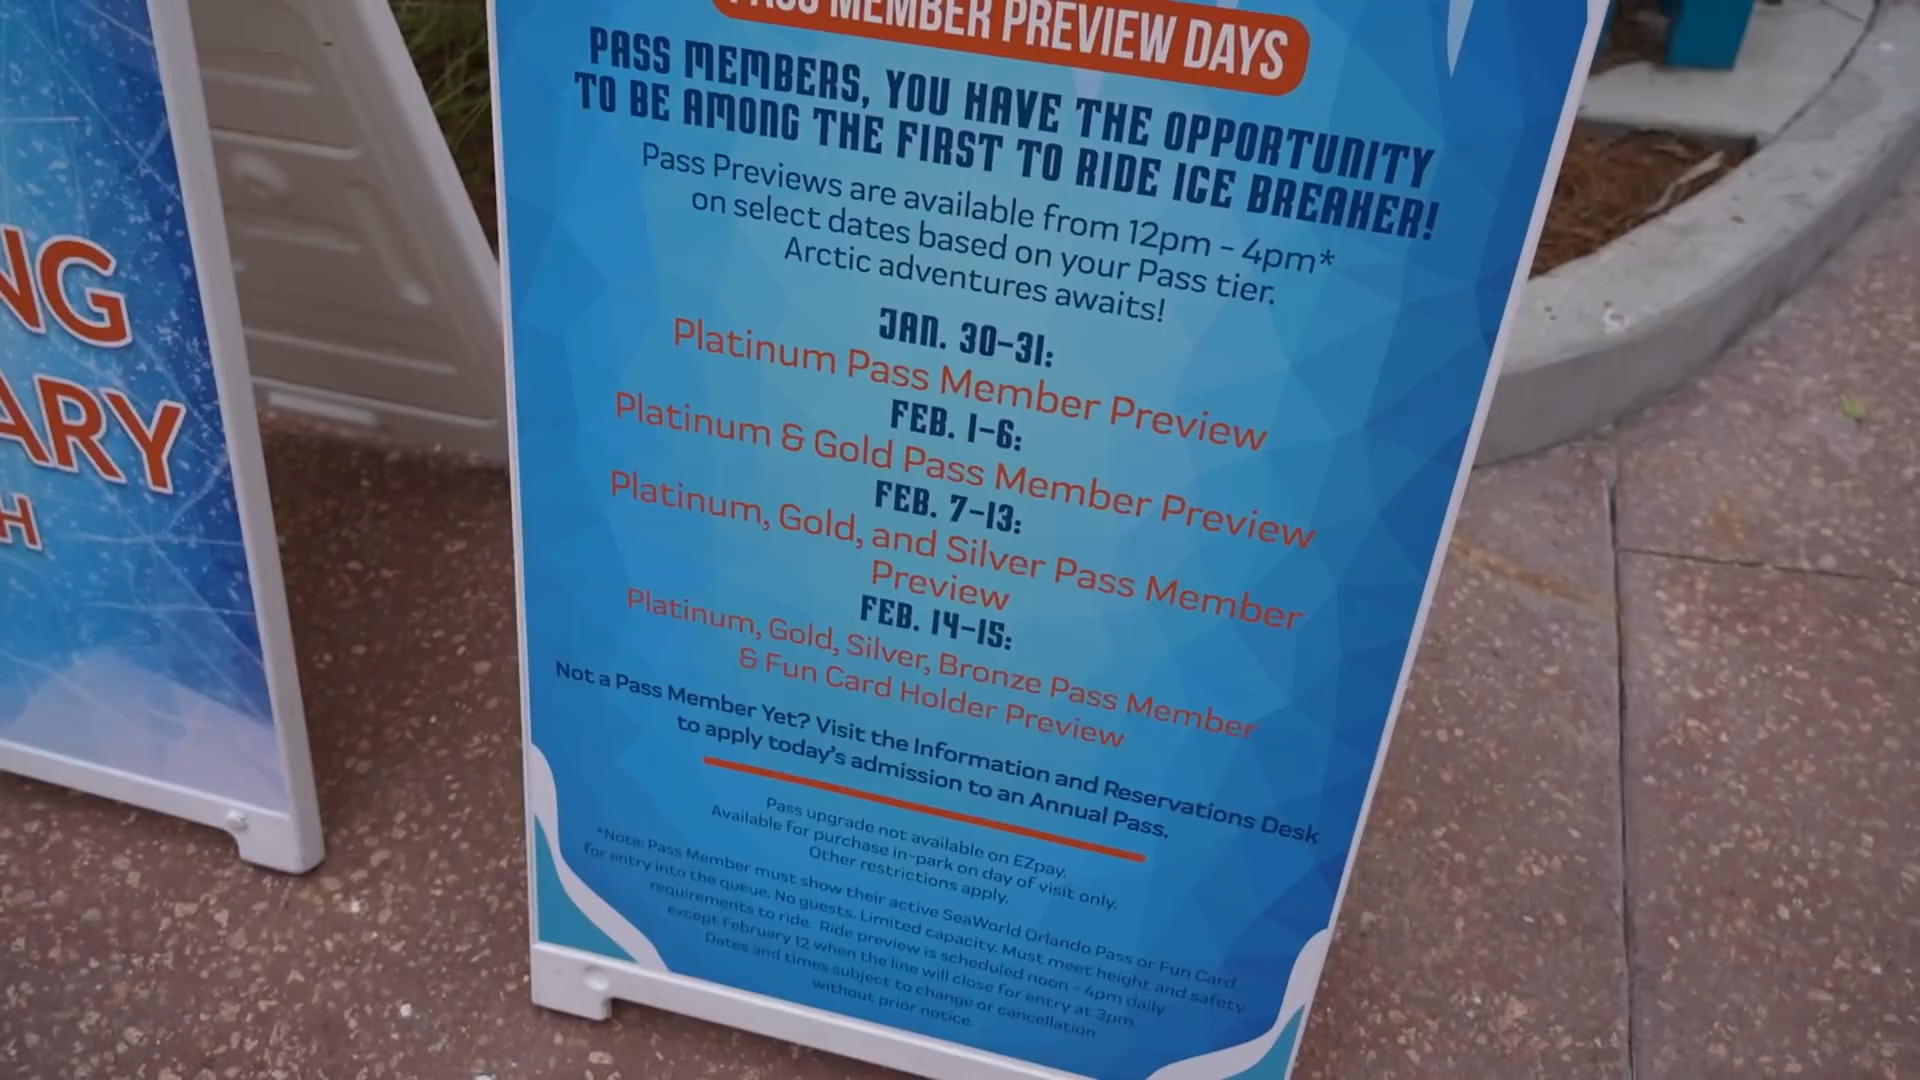 NG
ARY
H
PASS MEMBER PREVIEW DAYS
PASS MEMBERS, YOU HAVE THE OPPORTUNITY
TO BE AMONG THE FIRST TO RIDE ICE BREAKER!
Pass Previews are available from 12pm - 4pm*
on select dates based on your Pass tier.
Arctic adventures awaits!
JAN. 30-31:
Platinum Pass Member Preview
FEB. 1-6:
Platinum & Gold Pass Member Preview
FEB. 7-13:
Platinum, Gold, and Silver Pass Member
Preview
FEB. 14-15:
Platinum, Gold, Silver, Bronze Pass Member
& Fun Card Holder Preview
Not a Pass Member Yet? Visit the Information and Reservations Desk
to apply today's admission to an Annual Pass.
Pass upgrade not available on EZpay.
Available for purchase in-park on day of visit only.
Other restrictions apply.
*Note: Pass Member must show their active SeaWorld Orlando Pass or Fun Card
for entry into the queue. No guests. Limited capacity. Must meet height and safety
requirements to ride. Ride preview is scheduled noon - 4pm daily
except February 12 when the line will close for entry at 3pm.
Dates and times subject to change or cancellation
without prior notice.